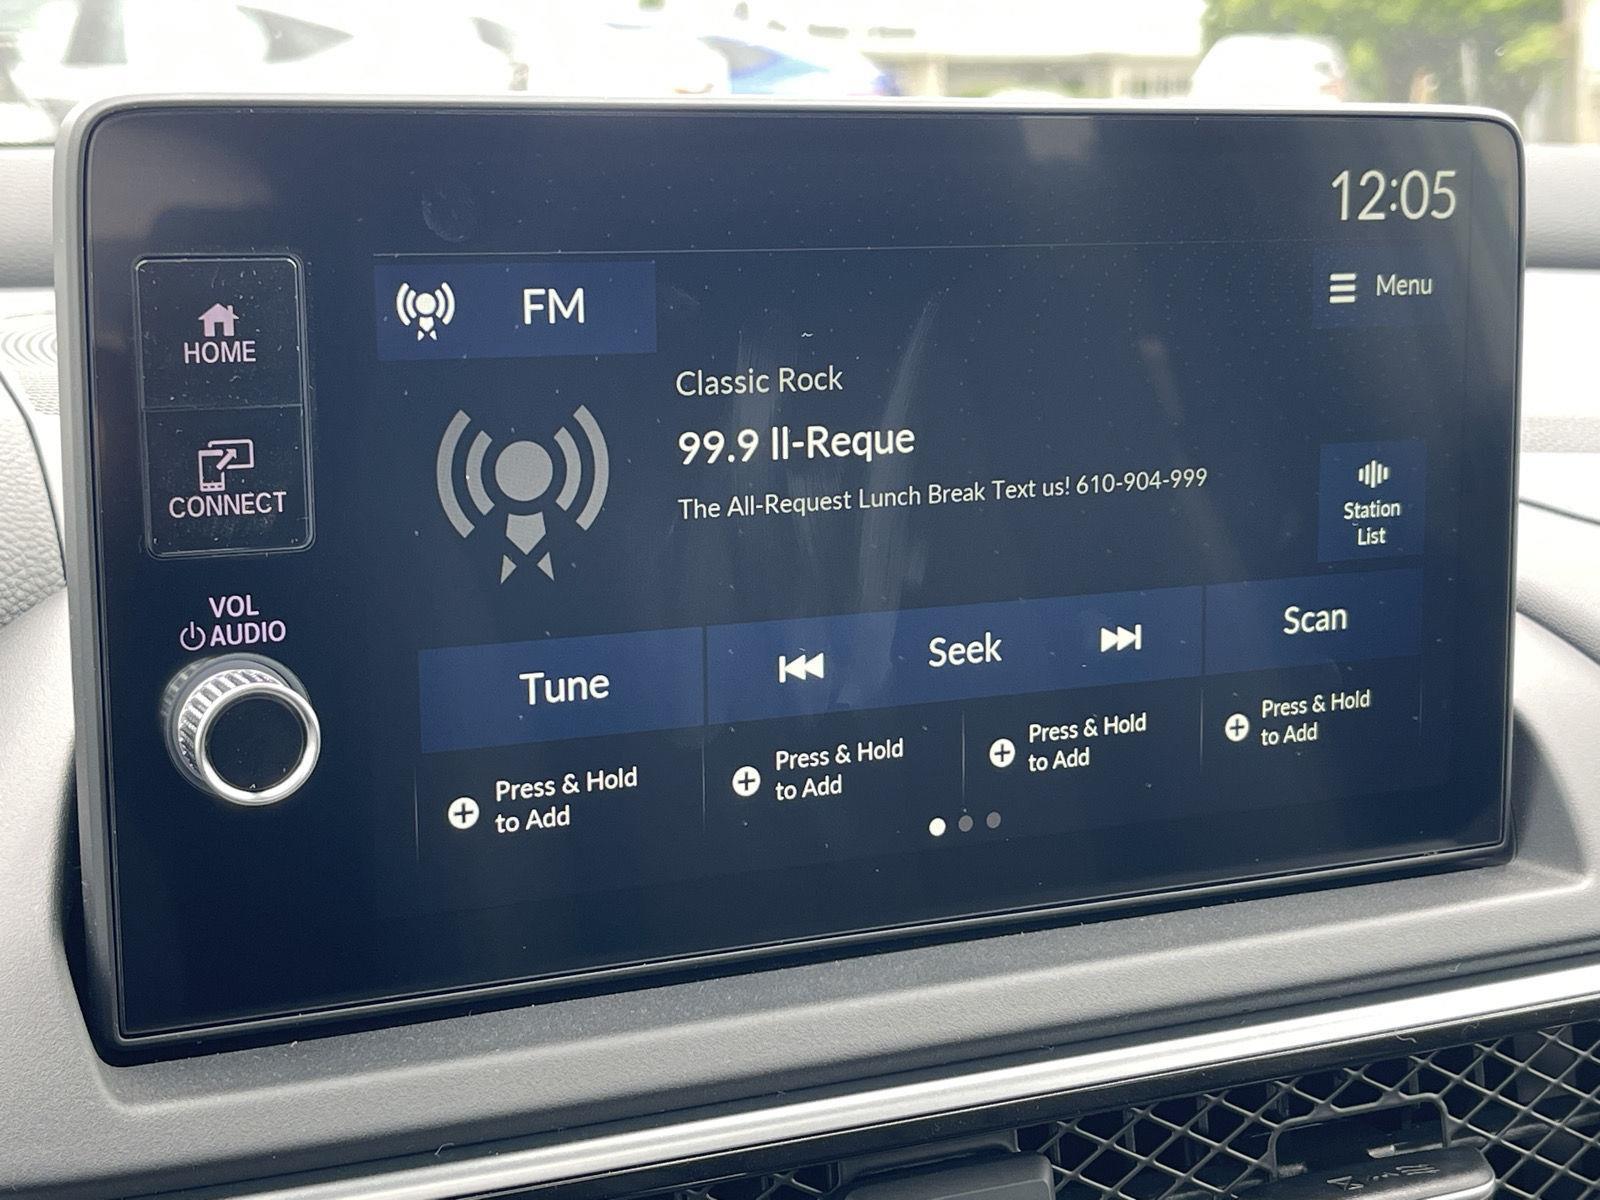 12:05
HOME
CONNECT
VOL
AUDIO
FM
Menu
Classic Rock
99.9 ll-Reque
The All-Request Lunch Break Text us! 610-904-999
Station
List
Tune
Seek
Scan
Press & Hold
to Add
Press & Hold
to Add
Press & Hold
to Add
Press & Hold
to Add